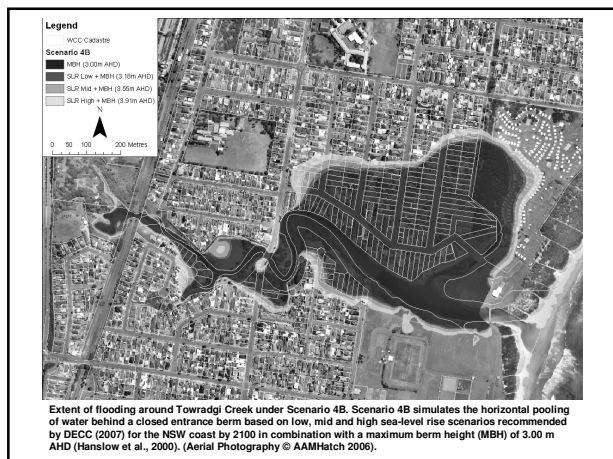 Legend
WCC Cadastre
Scenario 4B
MBH (3.00m AHD)
SLR Low + MBH (3.18m AHD)
SLR Mid + MBH (3.55m AHD)
SLR High + MBH (3.91m AHD)
N
0 50 100 200 Metres
Extent of flooding around Towradgi Creek under Scenario 4B. Scenario 4B simulates the horizontal pooling
of water behind a closed entrance berm based on low, mid and high sea-level rise scenarios recommended
by DECC (2007) for the NSW coast by 2100 in combination with a maximum berm height (MBH) of 3.00 m
AHD (Hanslow et al., 2000). (Aerial Photography © AAMHatch 2006).